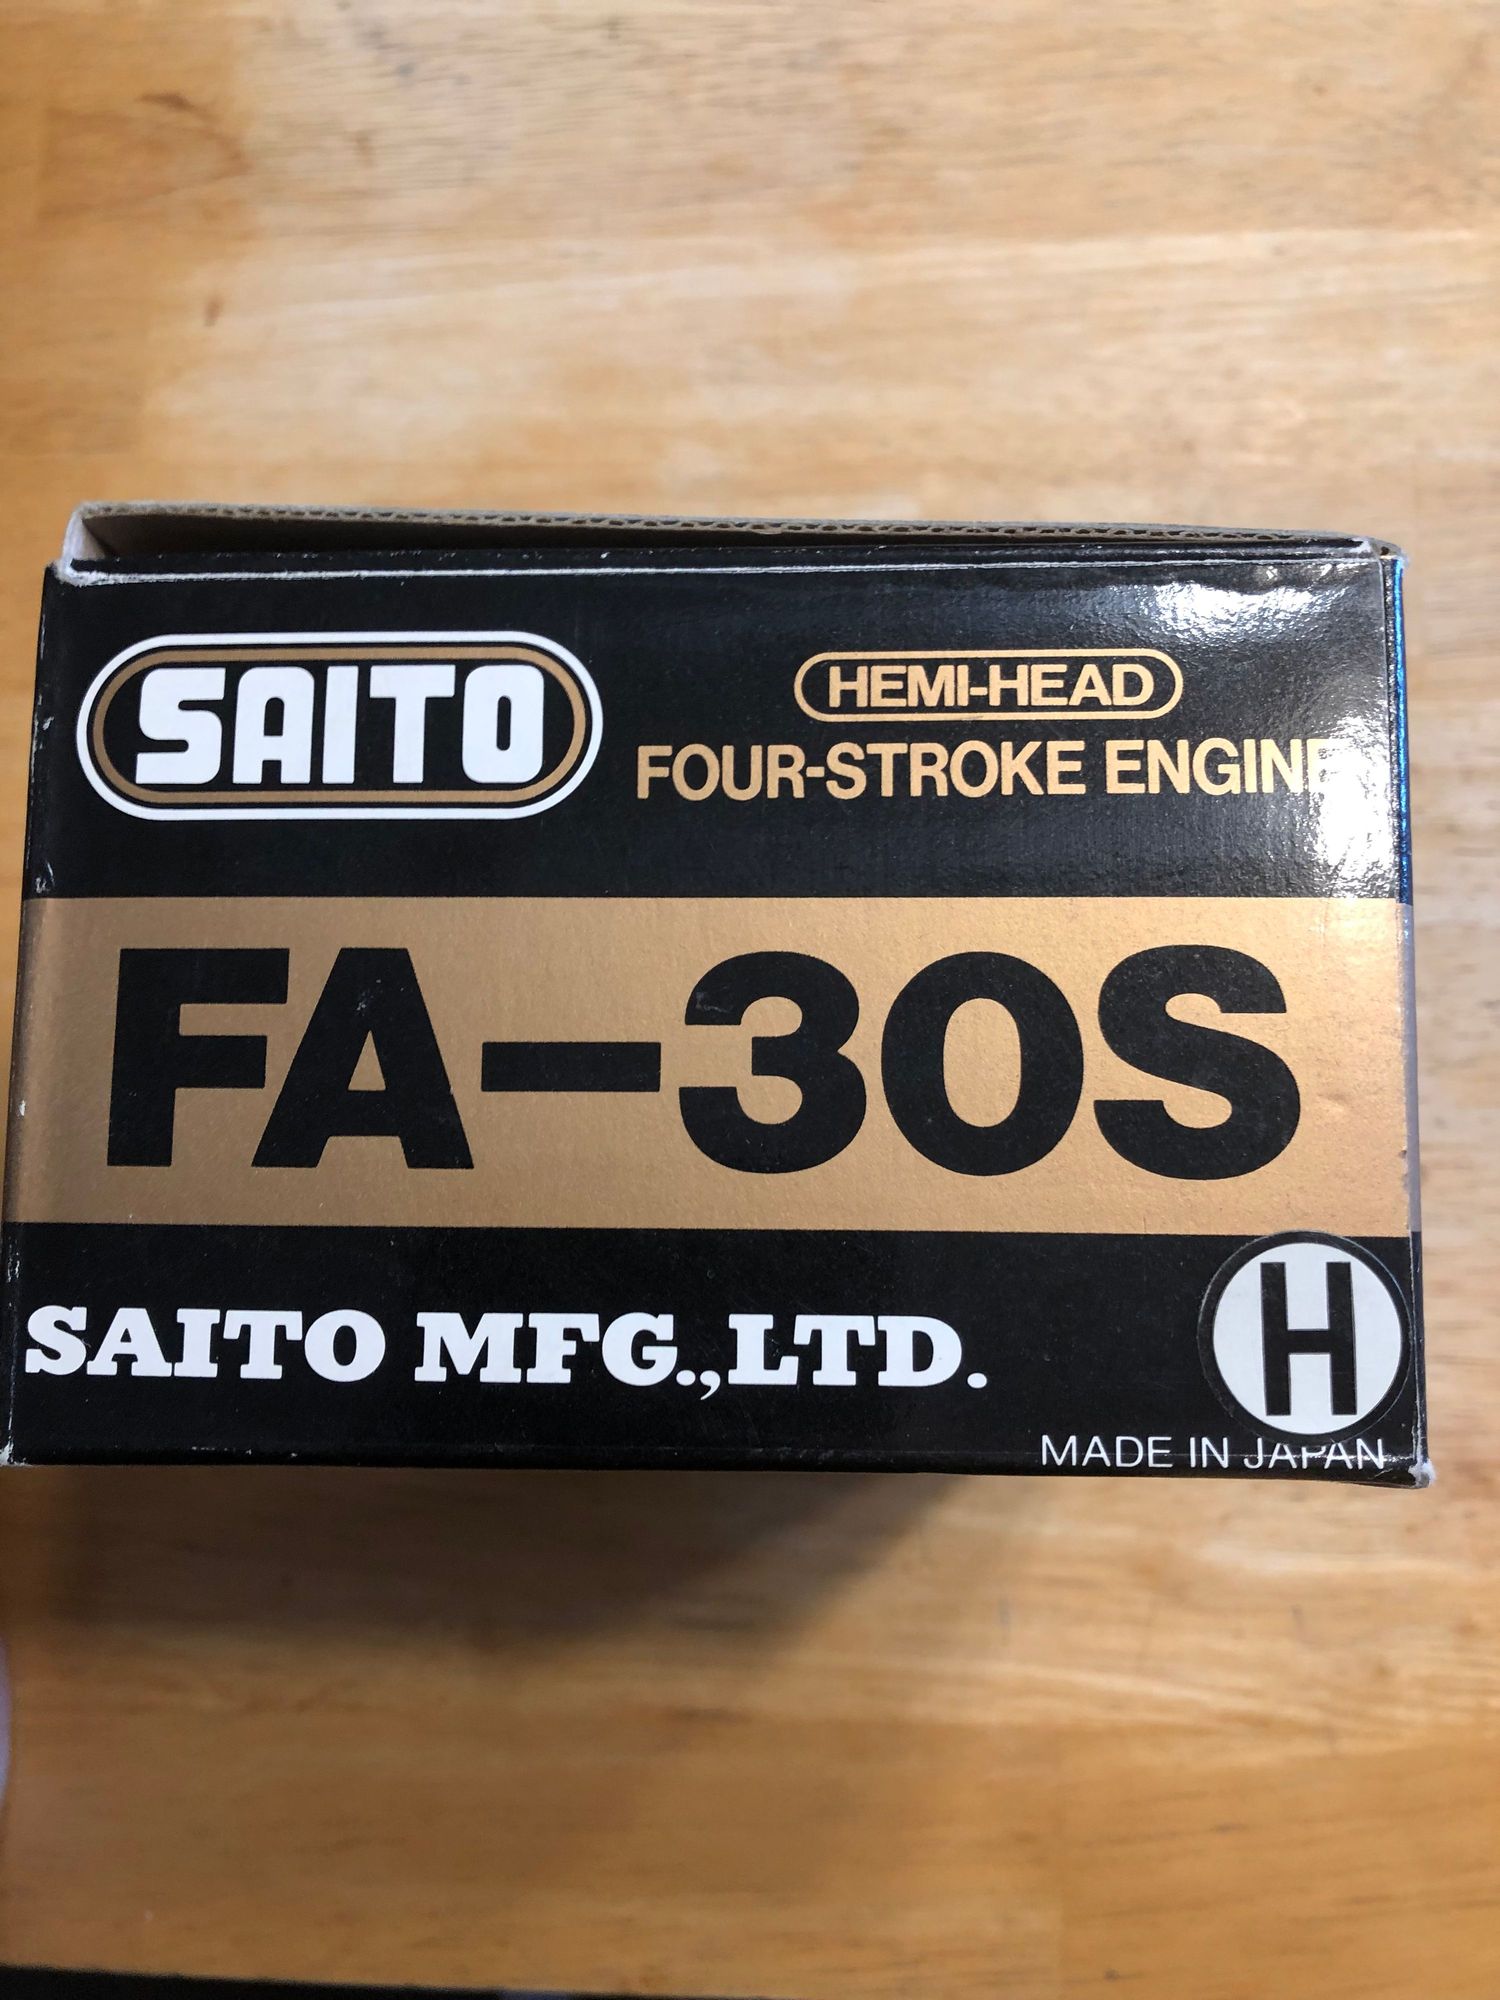 SAITO
HEMI-HEAD
FOUR-STROKE ENGINE
FA-30S
SAITO MFG.,LTD.
H
MADE IN JAPAN